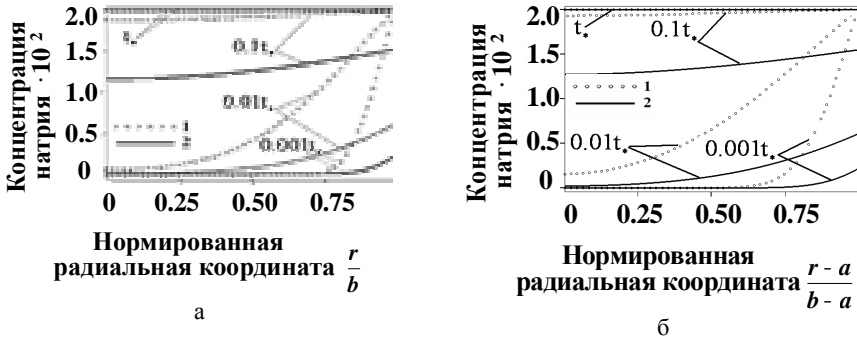 Концентрация
натрия · 10 2
2.0
1.5
1.0
0.5
0
t*
0.1t*
0.01t*
0.001t*
1
2
0 0.25 0.50 0.75
Нормированная
радиальная координата r/b
а
Концентрация
натрия · 10 2
2.0
1.5
1.0
0.5
0
t*
0.1t*
1
2
0.01t*
0.001t*
0 0.25 0.50 0.75
Нормированная
радиальная координата r - a / b - a
б